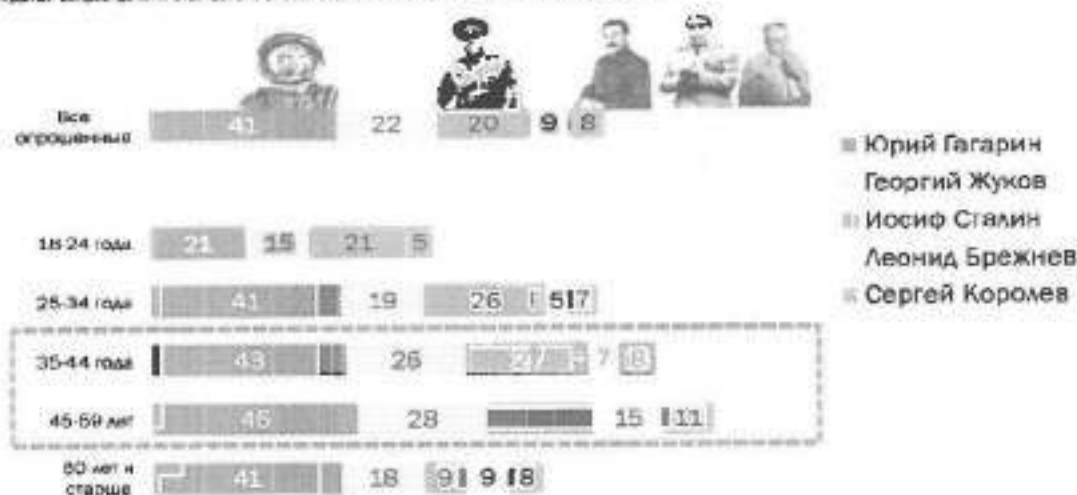 Все опрошенные
41 22 20 9 8
18-24 года 21 15 21 5
25-34 года 41 19 26 5 7
35-44 года 43 26 27 7 8
45-59 лет 28 15 11
60 лет и старше 41 18 9 9 8
Юрий Гагарин
Георгий Жуков
Иосиф Сталин
Леонид Брежнев
Сергей Королев